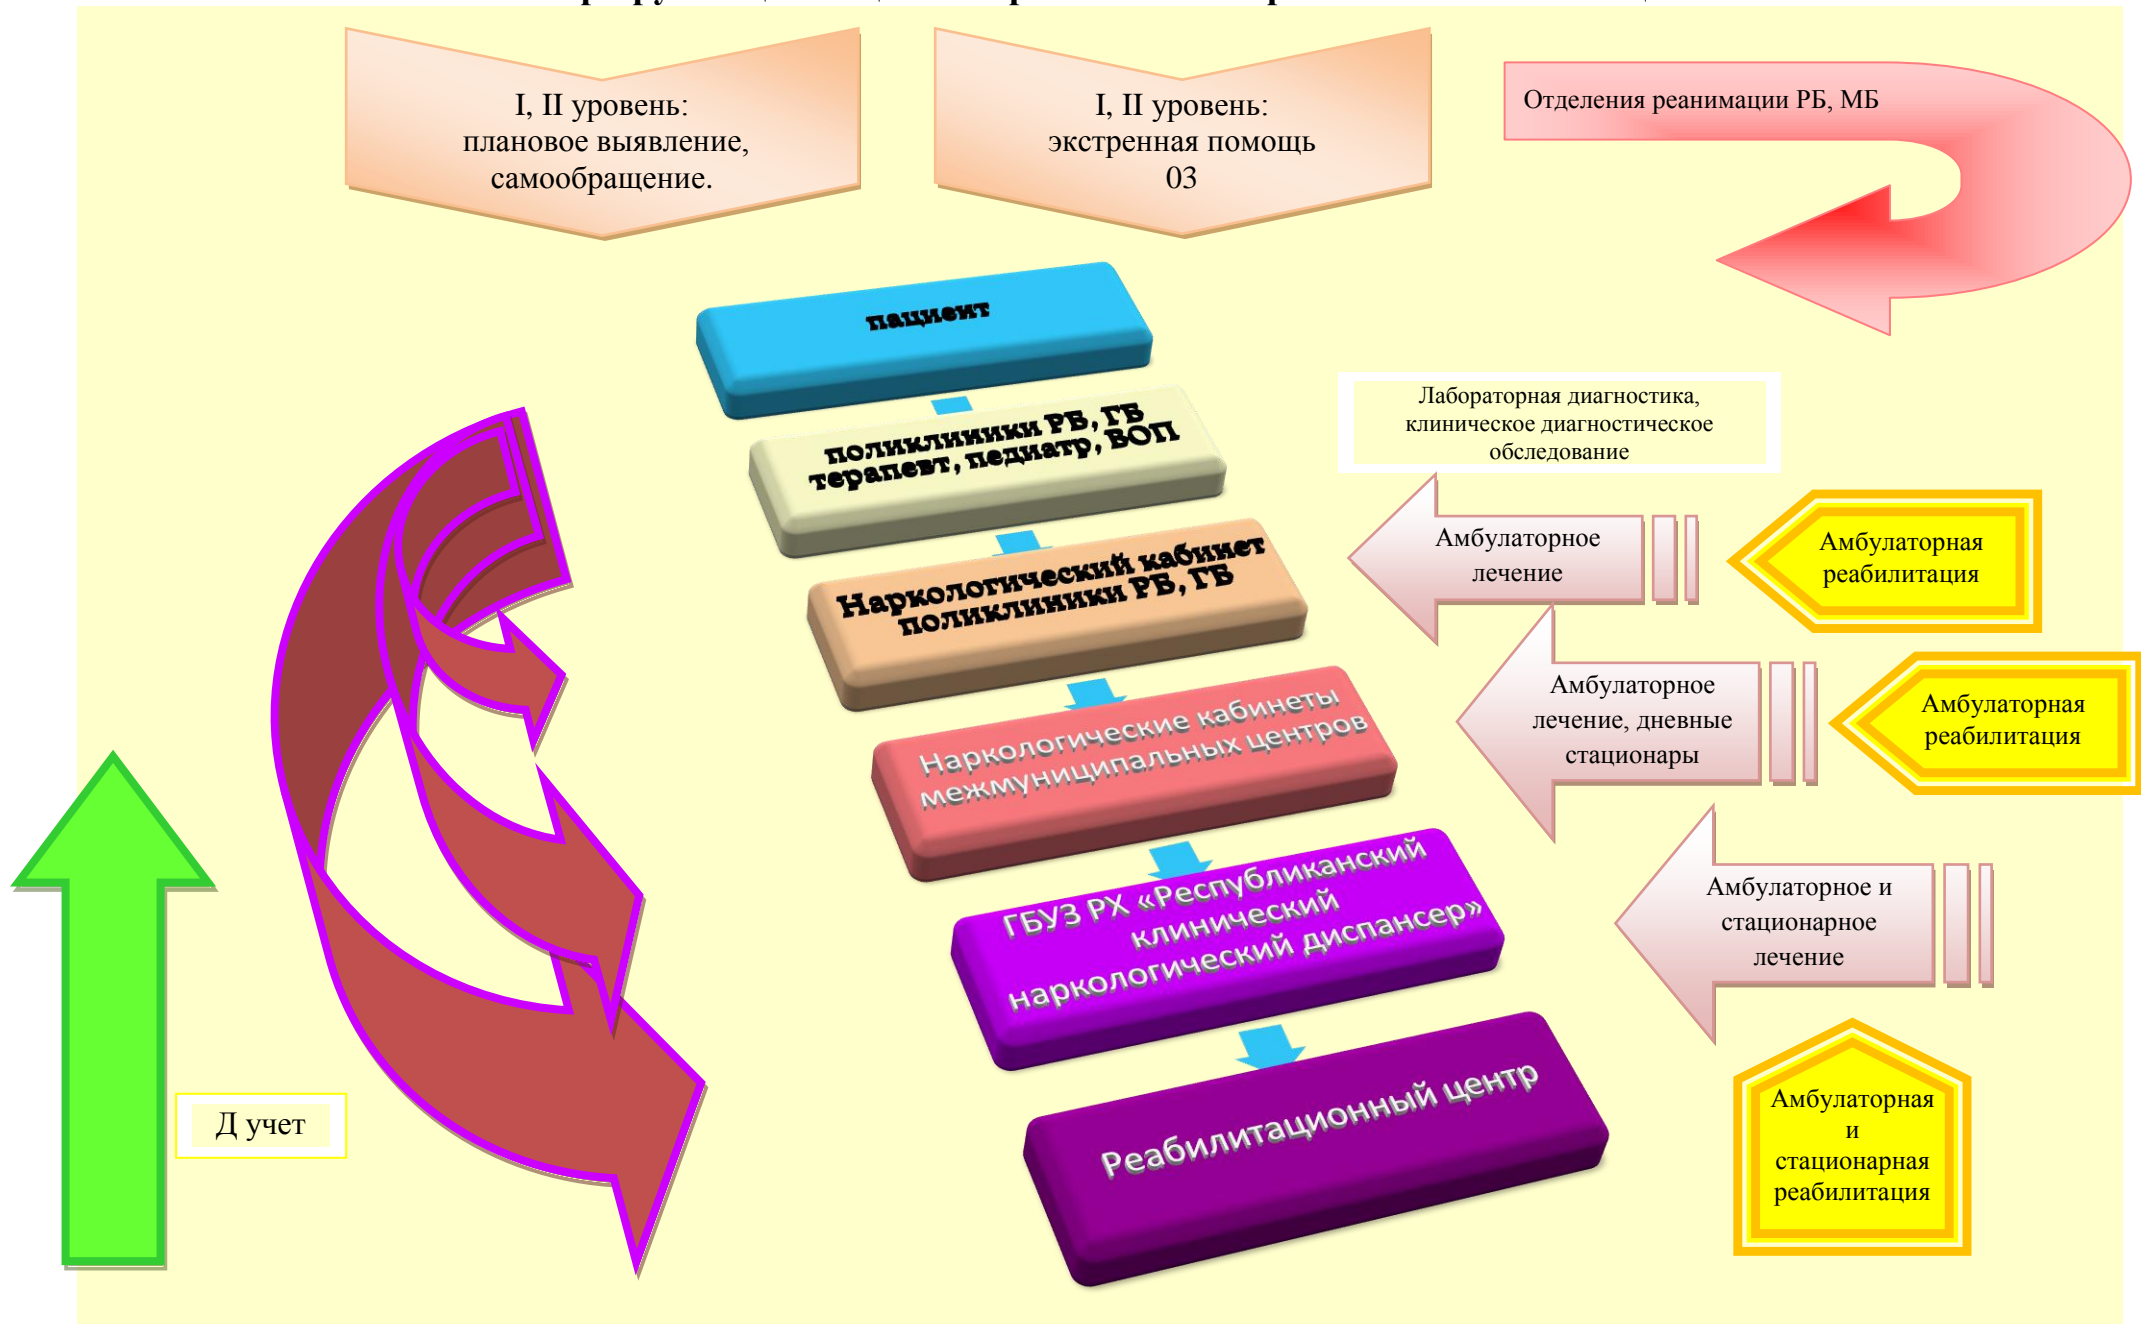 I, II уровень:
плановое выявление,
самообращение.
I, II уровень:
экстренная помощь
03
Отделения реанимации РБ, МБ
пациент
поликлиники РБ, ГБ
терапевт, педиатр, ВОП
Наркологический кабинет
поликлиники РБ, ГБ
Наркологические кабинеты
межмуниципальных центров
ГБУЗ РХ «Республиканский
клинический
наркологический диспансер»
Реабилитационный центр
Лабораторная диагностика,
клиническое диагностическое
обследование
Амбулаторное
лечение
Амбулаторная
реабилитация
Амбулаторное
лечение, дневные
стационары
Амбулаторная
реабилитация
Амбулаторное и
стационарное
лечение
Амбулаторная
и
стационарная
реабилитация
Д учет